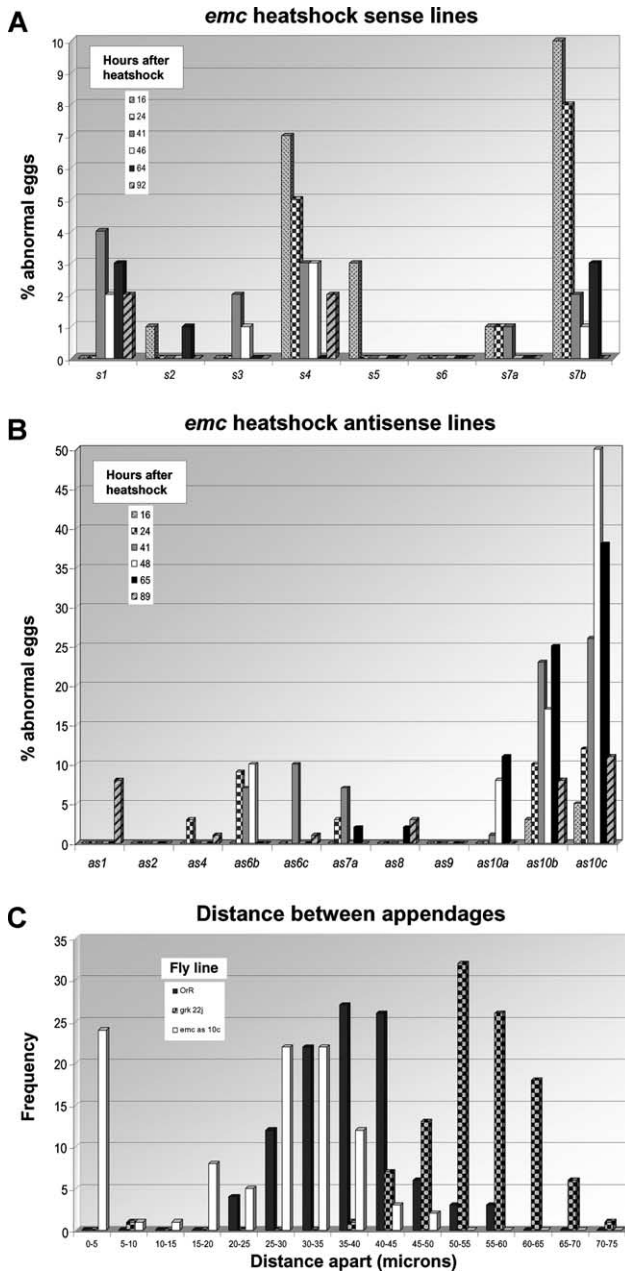 A
emc heatshock sense lines
Hours after
heatshock
16
24
41
46
64
92
% abnormal eggs
10
9
8
7
6
5
4
3
2
1
0
s1 s2 s3 s4 s5 s6 s7a s7b
B
emc heatshock antisense lines
Hours after
heatshock
16
24
41
48
65
89
% abnormal eggs
50
45
40
35
30
25
20
15
10
5
0
as1 as2 as4 as6b as6c as7a as8 as9 as10a as10b as10c
C
Distance between appendages
Fly line
OrR
grk 22j
emc as 10c
Frequency
35
30
25
20
15
10
5
0
0-5 5-10 10-15 15-20 20-25 25-30 30-35 35-40 40-45 45-50 50-55 55-60 60-65 65-70 70-75
Distance apart (microns)